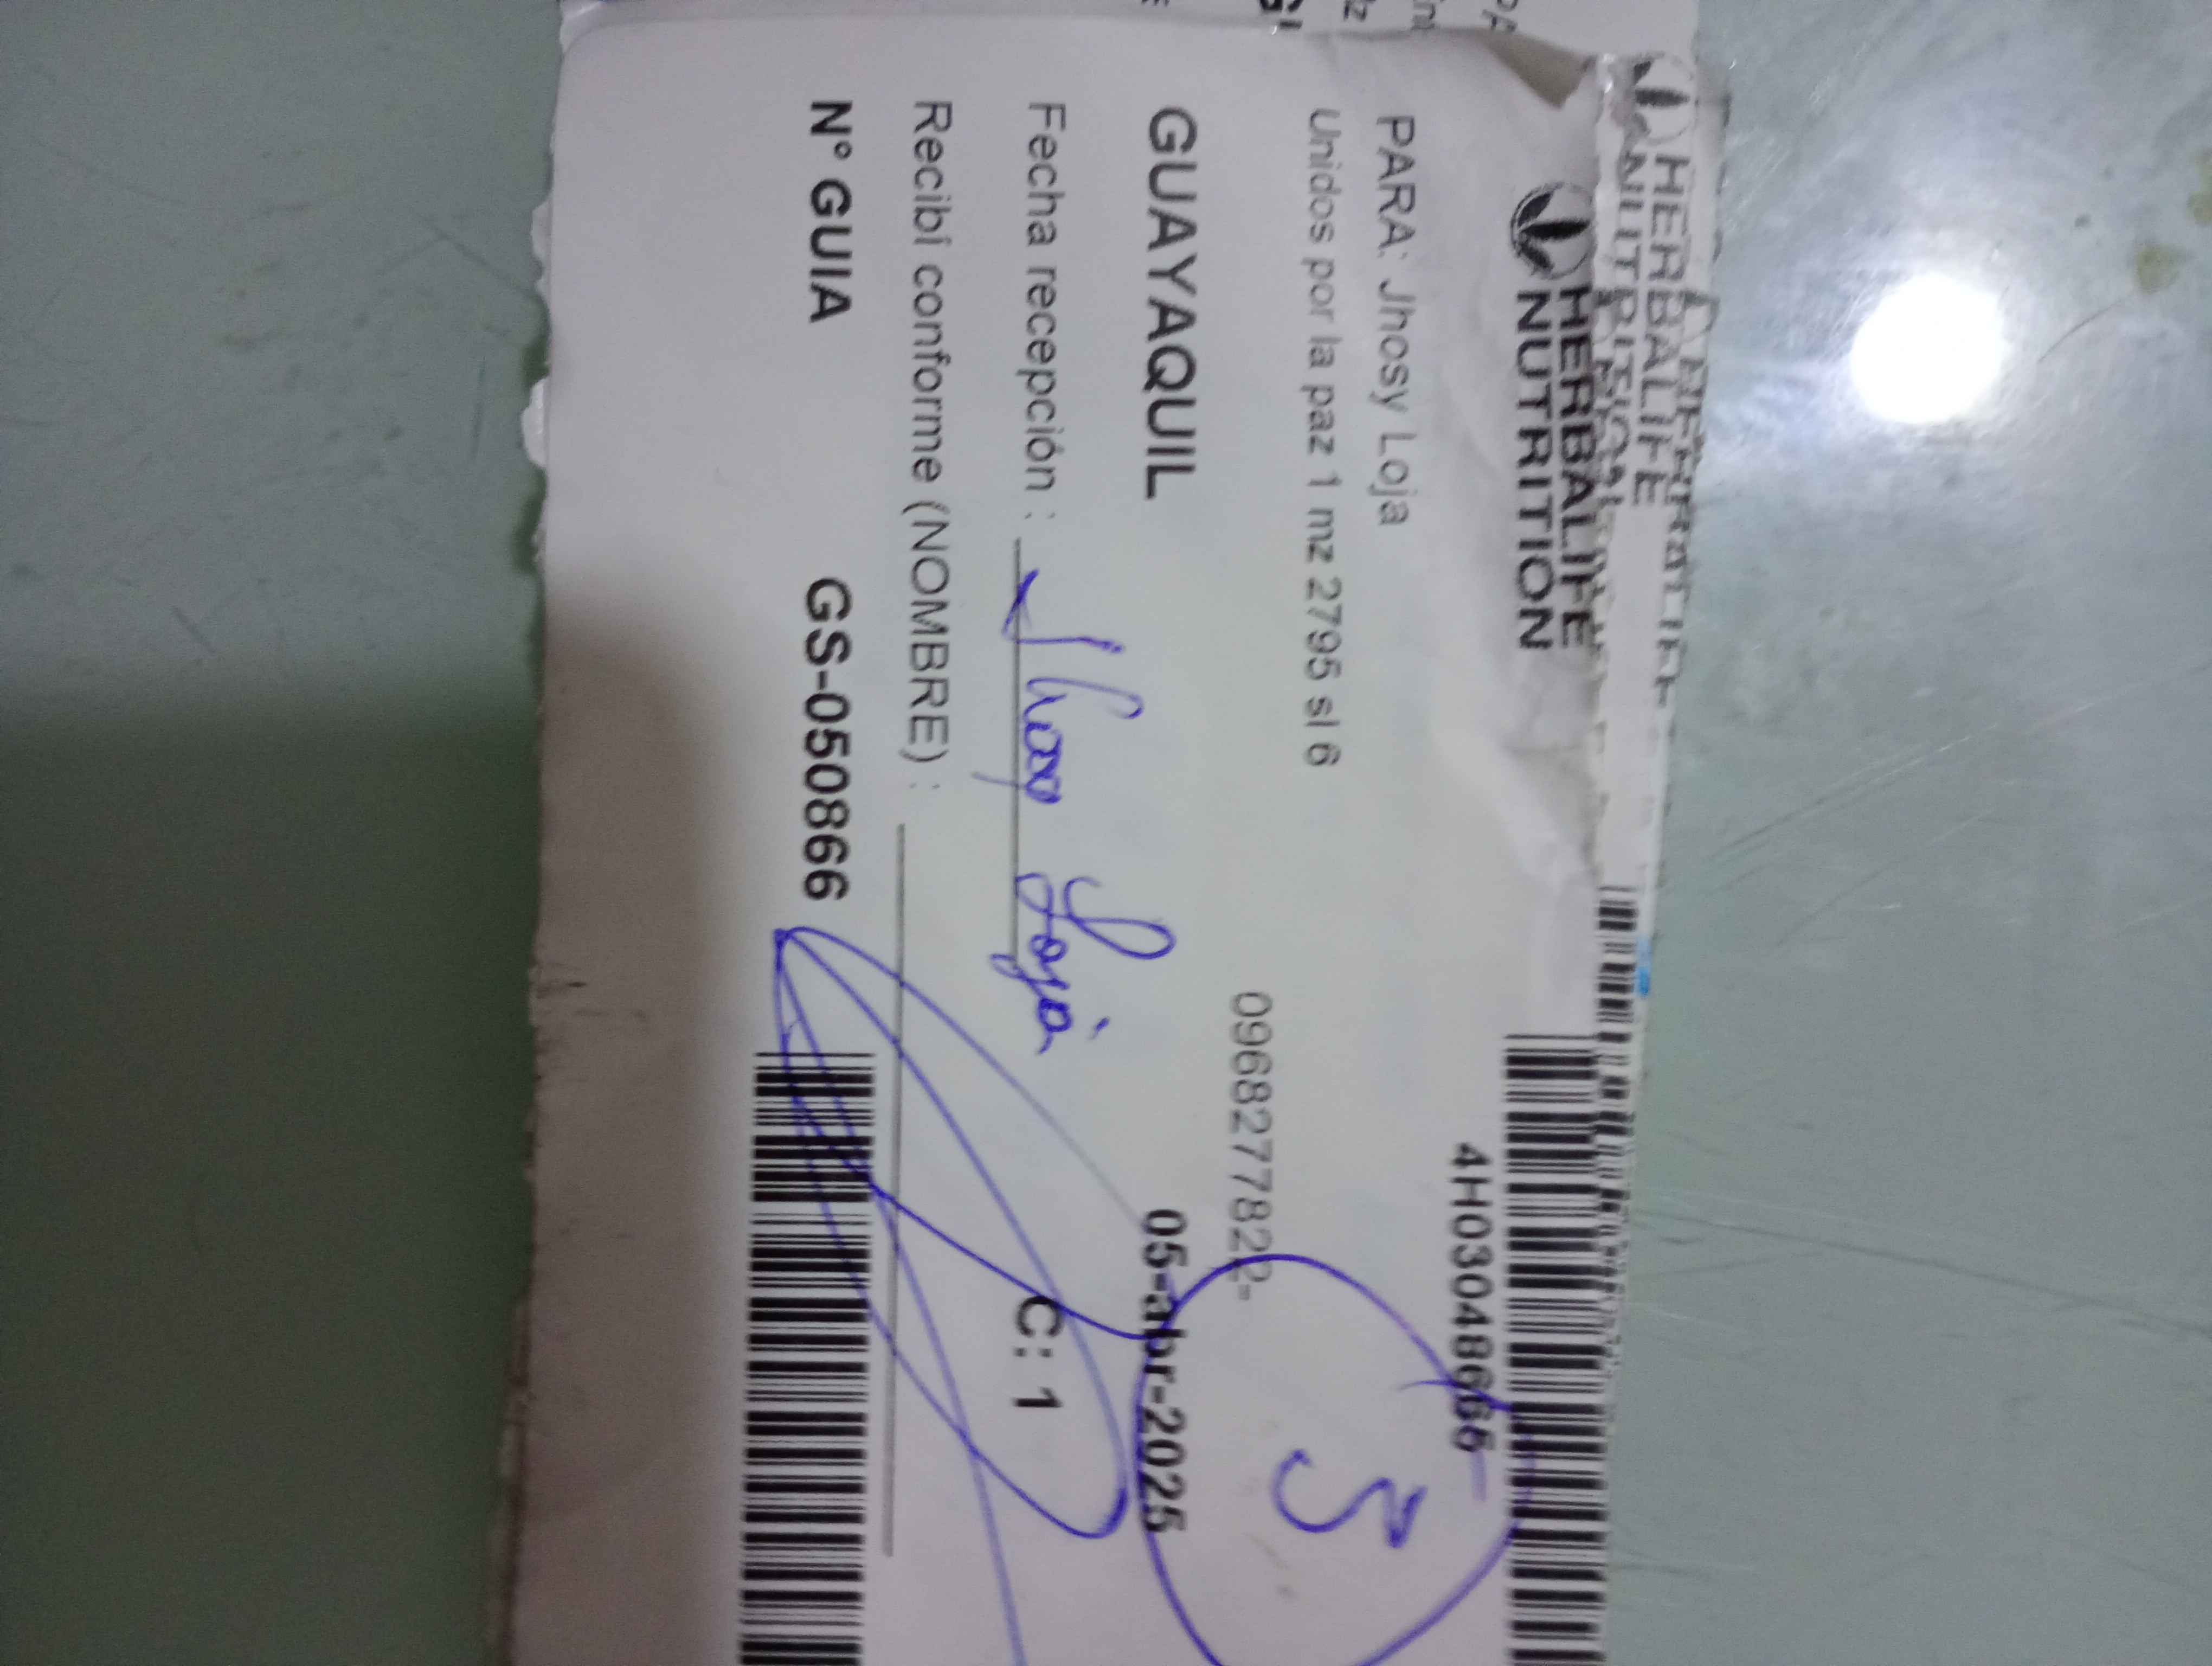 HERBALIFE
NUTRITION
4H03048665
PARA: Jhosy Loja
Unidos por la paz 1 mz 2795 sl 6
0968277822-
5
GUAYAQUIL 05-abr-2025
Fecha recepción : Jhosy Loja C: 1
Recibí conforme (NOMBRE) :
N° GUIA GS-050866